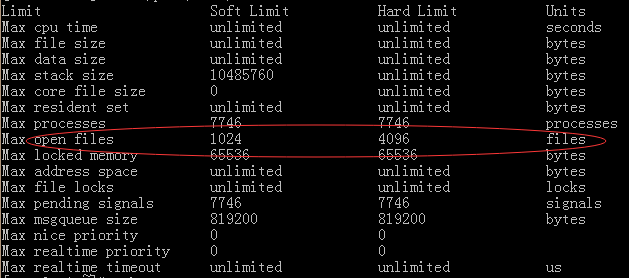 Limit Soft Limit Hard Limit Units
Max cpu time unlimited unlimited seconds
Max file size unlimited unlimited bytes
Max data size unlimited unlimited bytes
Max stack size 10485760 unlimited bytes
Max core file size 0 unlimited bytes
Max resident set unlimited unlimited bytes
Max processes 7746 7746 processes
Max open files 1024 4096 files
Max locked memory 65536 65536 bytes
Max address space unlimited unlimited bytes
Max file locks unlimited unlimited locks
Max pending signals 7746 7746 signals
Max msgqueue size 819200 819200 bytes
Max nice priority 0 0
Max realtime priority 0 0
Max realtime timeout unlimited unlimited us